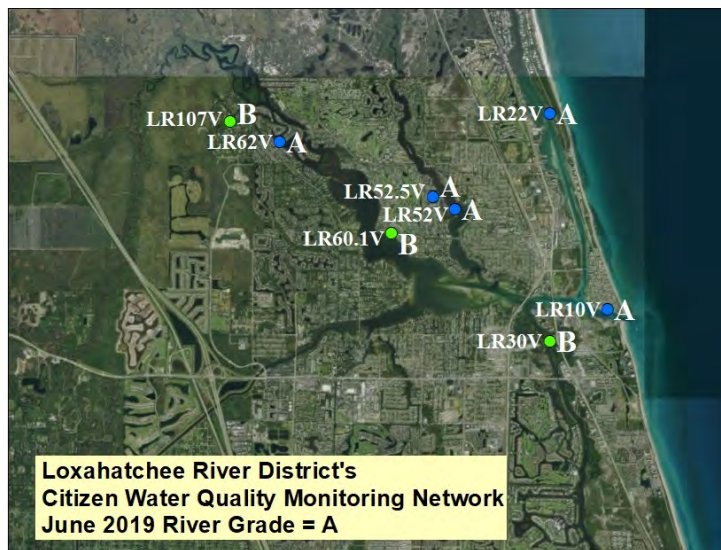 LR107V B
LR22V A
LR62V A
LR52.5V A
LR52V A
LR60.1V B
LR10V A
LR30V B
Loxahatchee River District's
Citizen Water Quality Monitoring Network
June 2019 River Grade = A